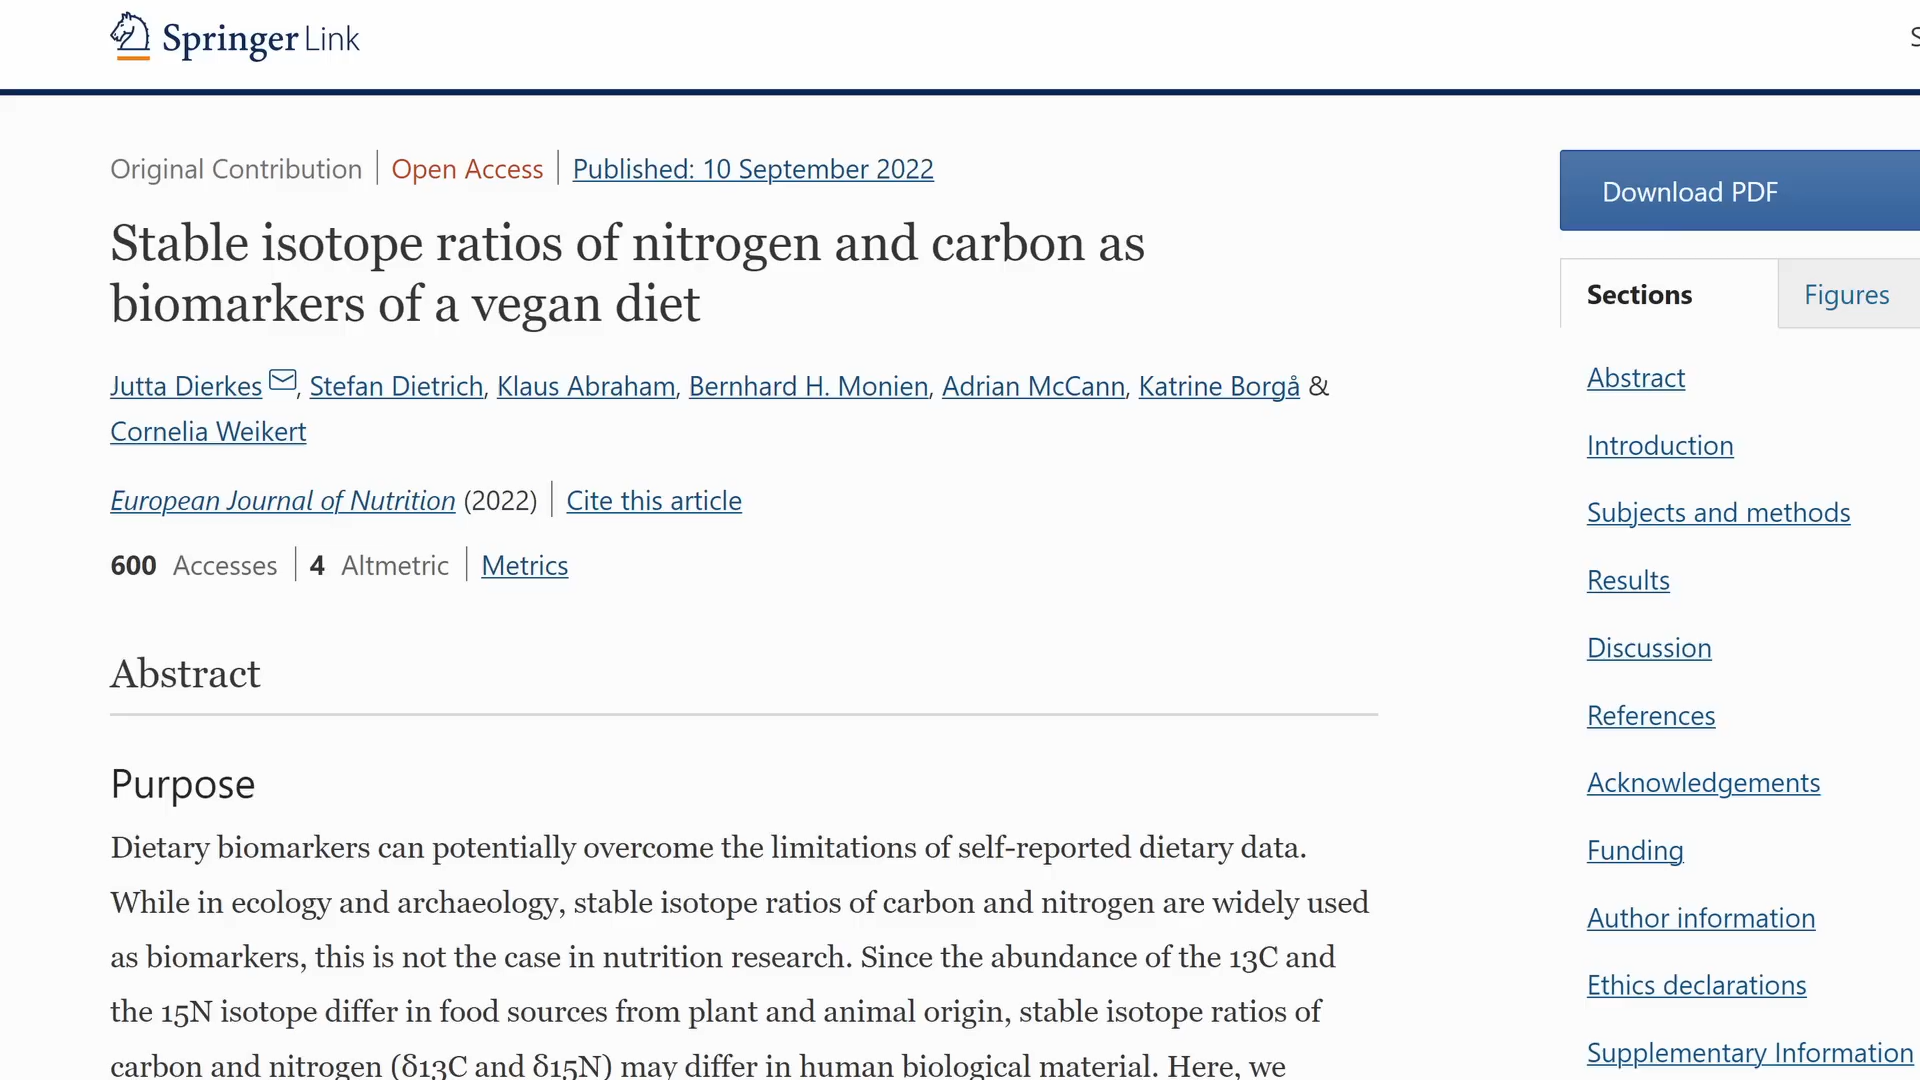 Springer Link
Original Contribution | Open Access | Published: 10 September 2022
Stable isotope ratios of nitrogen and carbon as
biomarkers of a vegan diet
Jutta Dierkes, Stefan Dietrich, Klaus Abraham, Bernhard H. Monien, Adrian McCann, Katrine Borgå &
Cornelia Weikert
European Journal of Nutrition (2022) | Cite this article
600 Accesses | 4 Altmetric | Metrics
Abstract
Purpose
Dietary biomarkers can potentially overcome the limitations of self-reported dietary data.
While in ecology and archaeology, stable isotope ratios of carbon and nitrogen are widely used
as biomarkers, this is not the case in nutrition research. Since the abundance of the 13C and
the 15N isotope differ in food sources from plant and animal origin, stable isotope ratios of
carbon and nitrogen (δ13C and δ15N) may differ in human biological material. Here, we
Download PDF
Sections
Figures
Abstract
Introduction
Subjects and methods
Results
Discussion
References
Acknowledgements
Funding
Author information
Ethics declarations
Supplementary Information